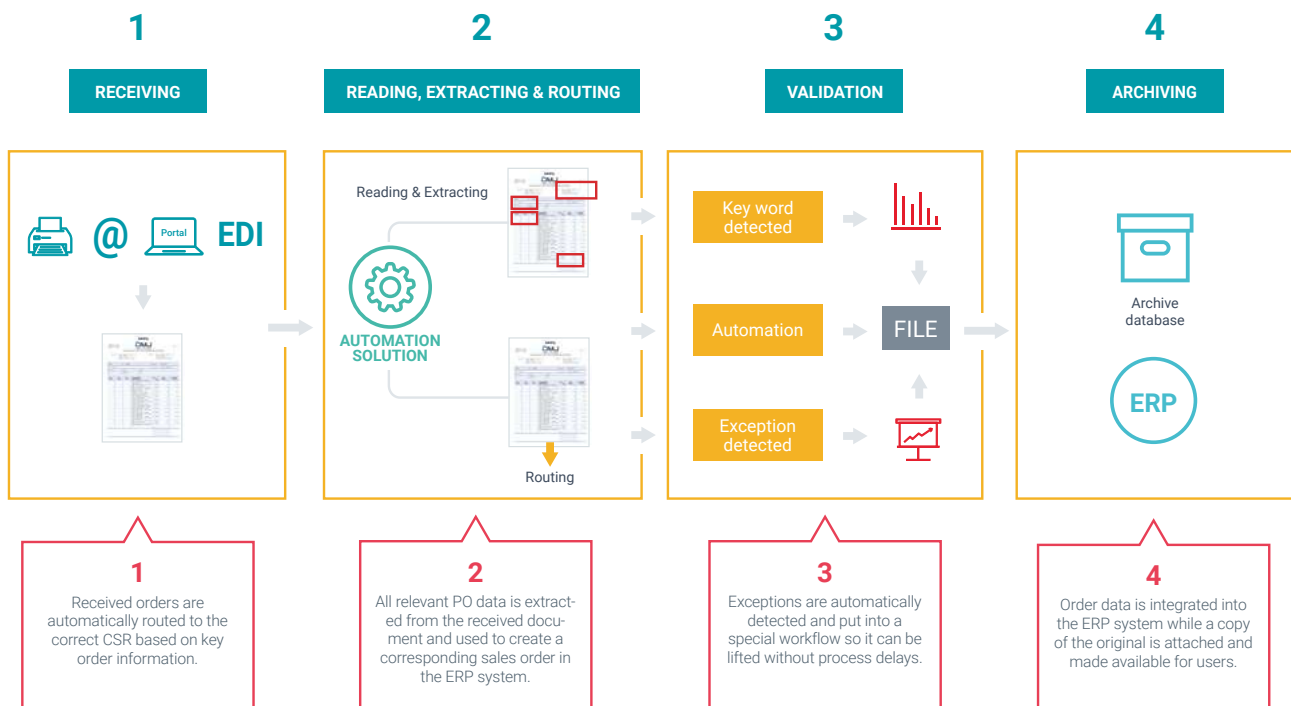 1
RECEIVING
2
READING, EXTRACTING & ROUTING
3
VALIDATION
4
ARCHIVING
@
Portal
EDI
Reading & Extracting
CMJ
AUTOMATION
SOLUTION
CMJ
Routing
CMJ
Key word
detected
Automation
FILE
Exception
detected
Archive
database
ERP
1
Received orders are
automatically routed to the
correct CSR based on key
order information.
2
All relevant PO data is extract-
ed from the received docu-
ment and used to create a
corresponding sales order in
the ERP system.
3
Exceptions are automatically
detected and put into a
special workflow so it can be
lifted without process delays.
4
Order data is integrated into
the ERP system while a copy
of the original is attached and
made available for users.